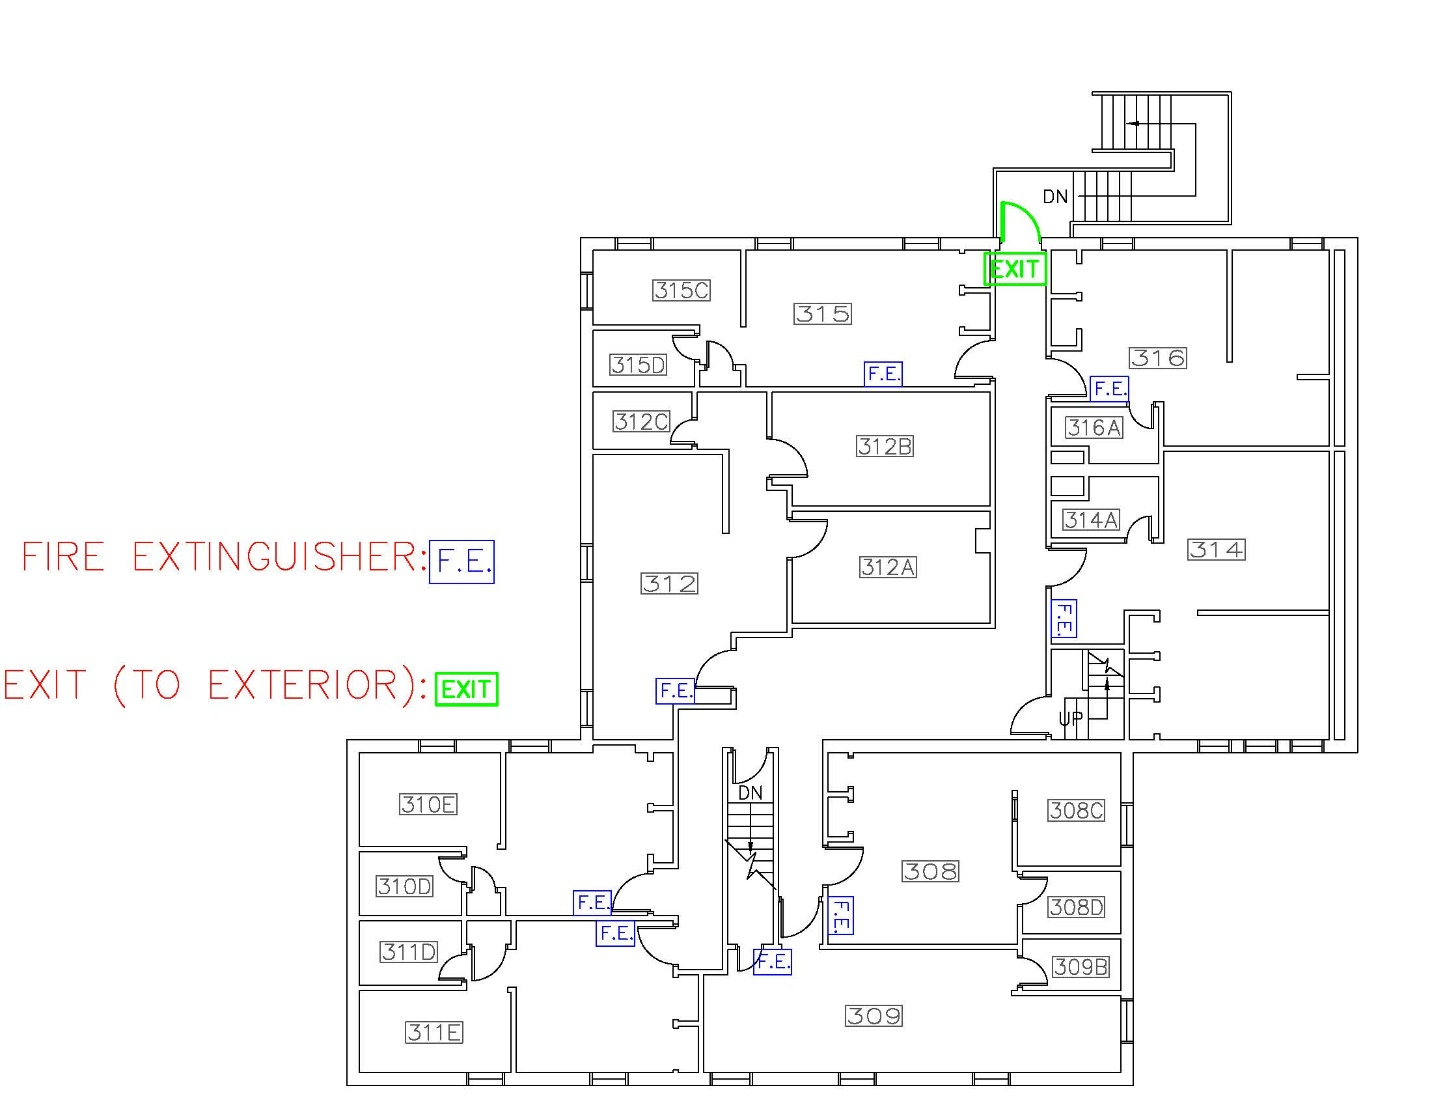 DN
EXIT
315C
315
316
315D
F.E.
F.E.
312C
316A
312B
314A
FIRE EXTINGUISHER: F.E.
314
312A
312
F.E.
EXIT (TO EXTERIOR): EXIT
F.E.
UP
DN
310E
308C
308
310D
F.E.
308D
F.E.
F.E.
311D
F.E.
309B
309
311E